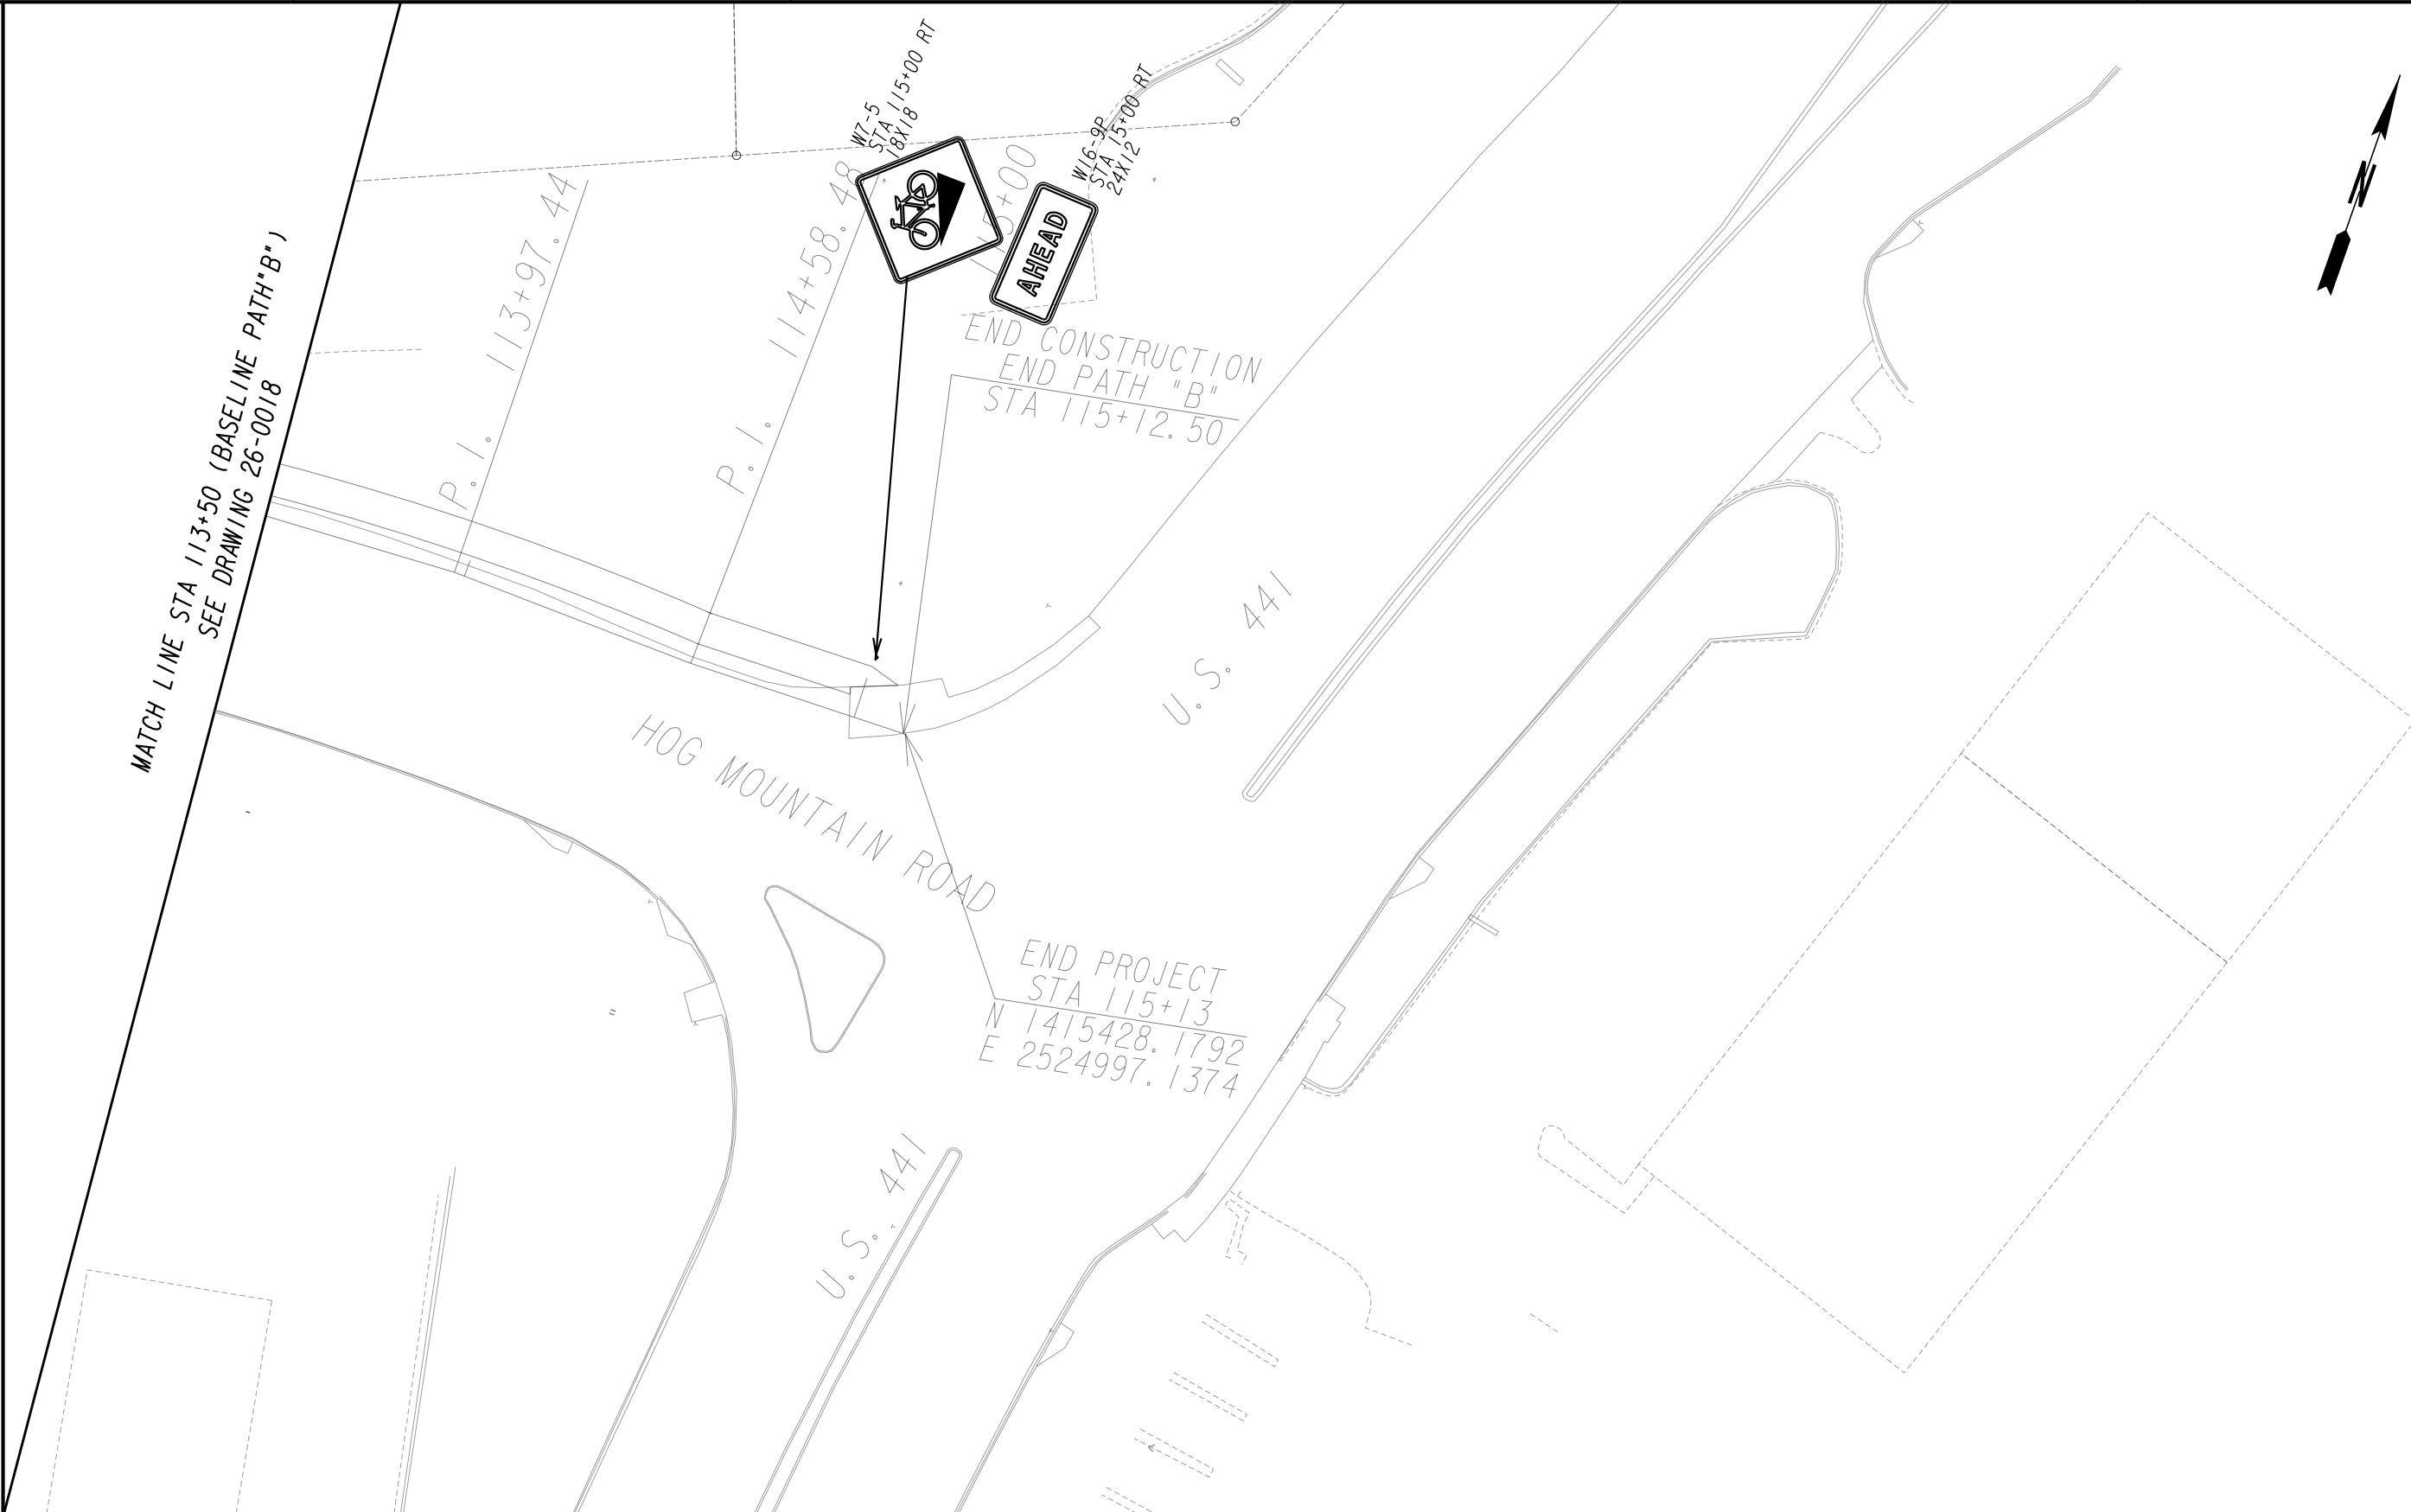 W7-5
STA 115+00 RT
18X18
W16-9P
STA 15+00 RT
24X12
AHEAD
P.I. 113+97.44
P.I. 114+58.48
END CONSTRUCTION
END PATH "B"
STA 115+12.50
MATCH LINE STA 113+50 (BASELINE PATH"B")
SEE DRAWING 26-0018
U.S. 441
HOG MOUNTAIN ROAD
END PROJECT
STA 115+13
N 1415428.1792
E 2524997.1374
U.S. 441
N